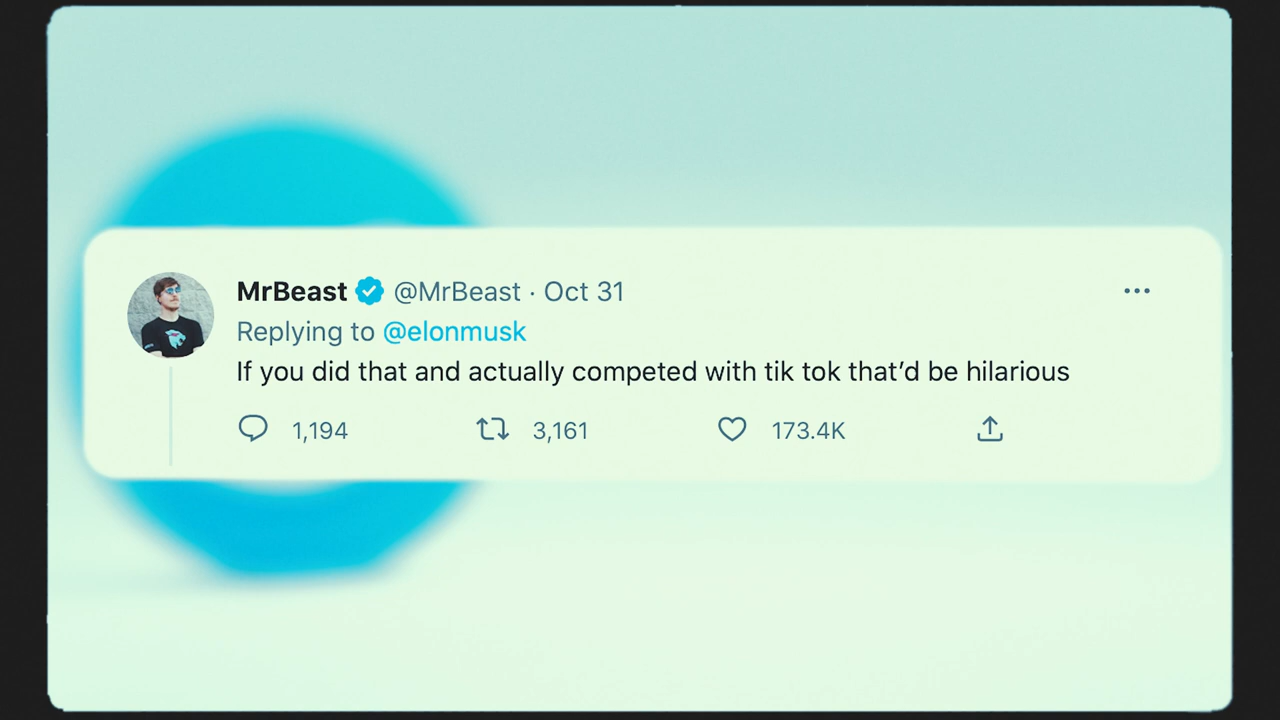 MrBeast @MrBeast · Oct 31
Replying to @elonmusk
If you did that and actually competed with tik tok that’d be hilarious
1,194 3,161 173.4K